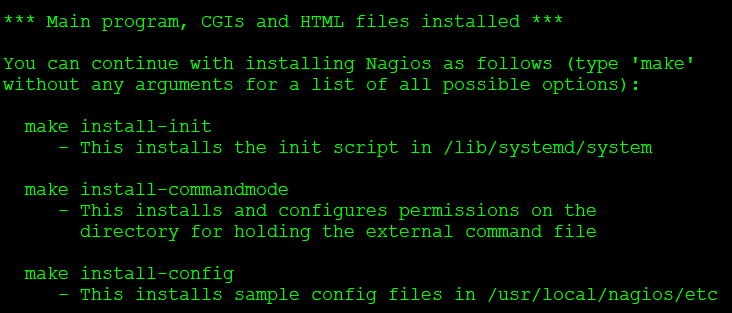 *** Main program, CGIs and HTML files installed ***
You can continue with installing Nagios as follows (type 'make'
without any arguments for a list of all possible options):
make install-init
- This installs the init script in /lib/systemd/system
make install-commandmode
- This installs and configures permissions on the
directory for holding the external command file
make install-config
- This installs sample config files in /usr/local/nagios/etc